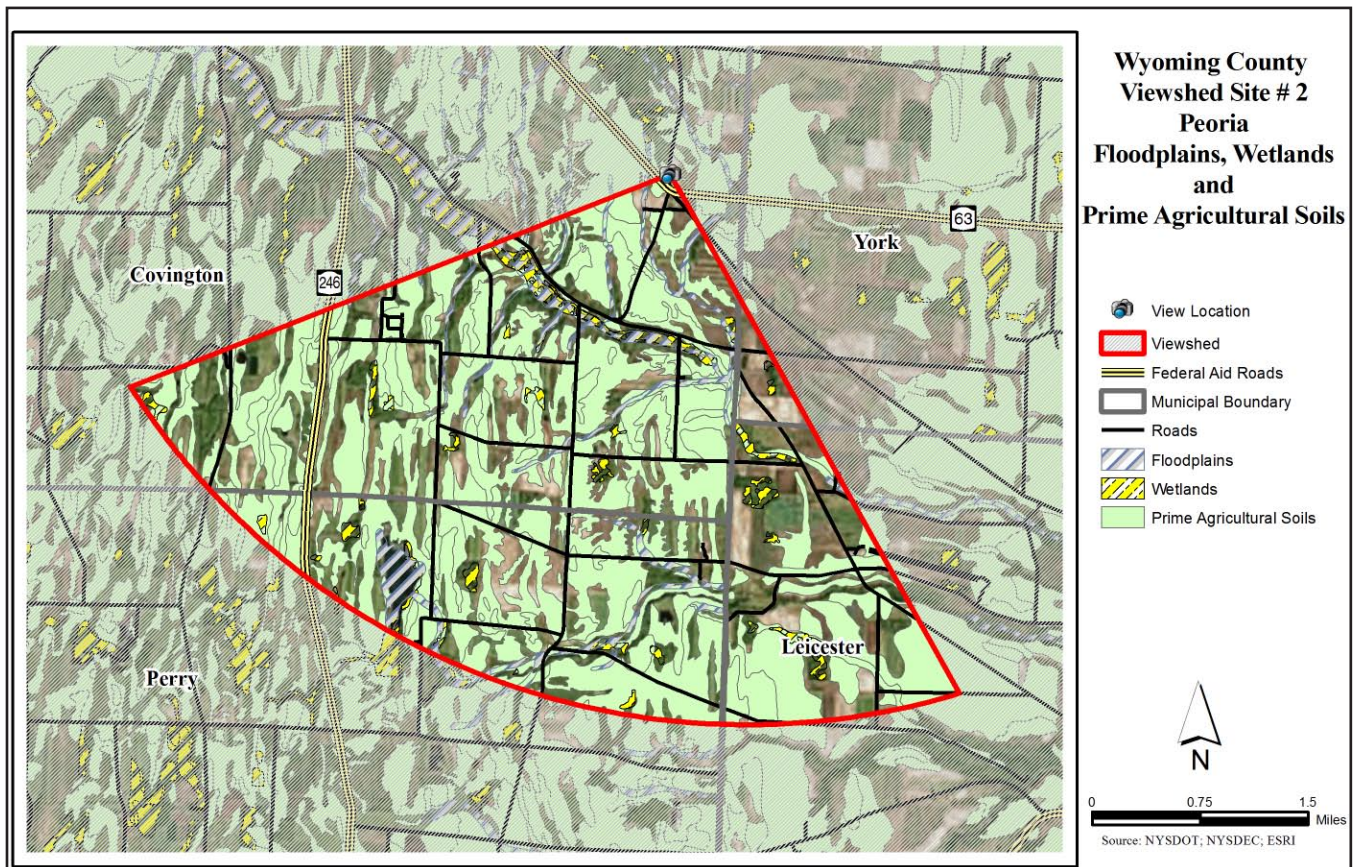 Wyoming County
Viewshed Site # 2
Peoria
Floodplains, Wetlands
and
Prime Agricultural Soils
View Location
Viewshed
Federal Aid Roads
Municipal Boundary
Roads
Floodplains
Wetlands
Prime Agricultural Soils
N
0 0.75 1.5
Miles
Source: NYSDOT; NYSDEC; ESRI
63
York
Covington
246
Leicester
Perry